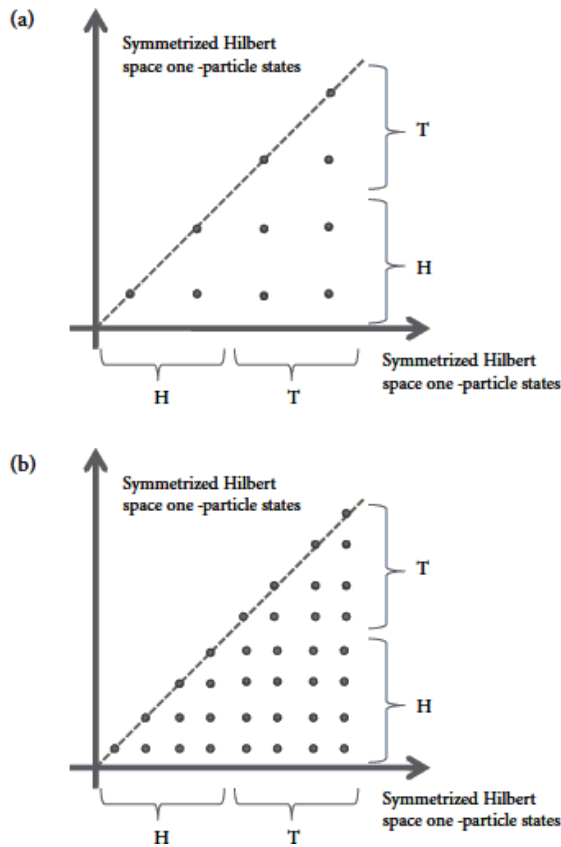 (a)
Symmetrized Hilbert
space one -particle states
T
H
Symmetrized Hilbert
space one -particle states
H
T
(b)
Symmetrized Hilbert
space one -particle states
T
H
Symmetrized Hilbert
space one -particle states
H
T